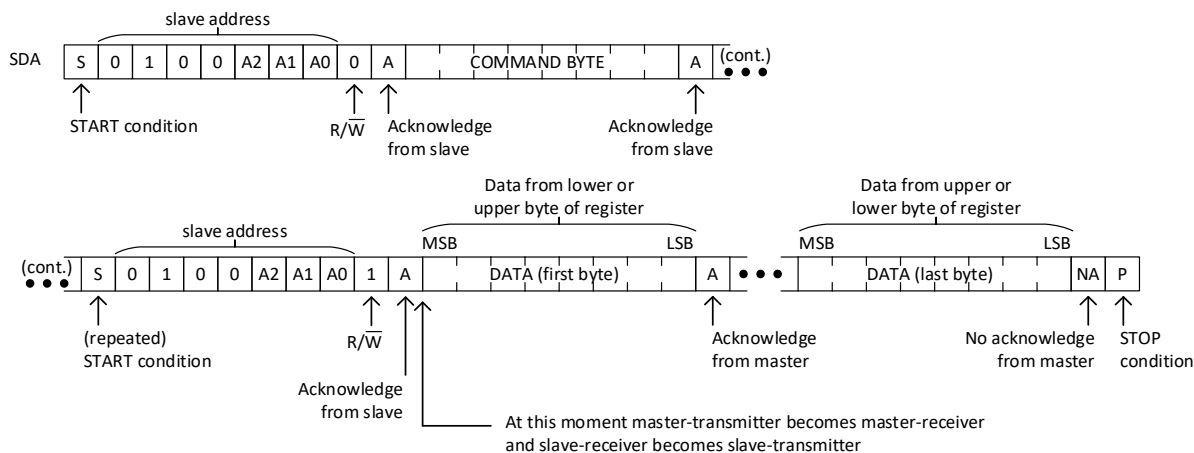 slave address
SDA S 0 1 0 0 A2 A1 A0 0 A COMMAND BYTE A (cont.)
START condition
R/W
Acknowledge
from slave
Acknowledge
from slave
Data from lower or
upper byte of register
Data from upper or
lower byte of register
slave address
MSB LSB MSB LSB
(cont.) S 0 1 0 0 A2 A1 A0 1 A DATA (first byte) A DATA (last byte) NA P
(repeated)
START condition
R/W
Acknowledge
from slave
Acknowledge
from master
No acknowledge
from master
STOP
condition
At this moment master-transmitter becomes master-receiver
and slave-receiver becomes slave-transmitter